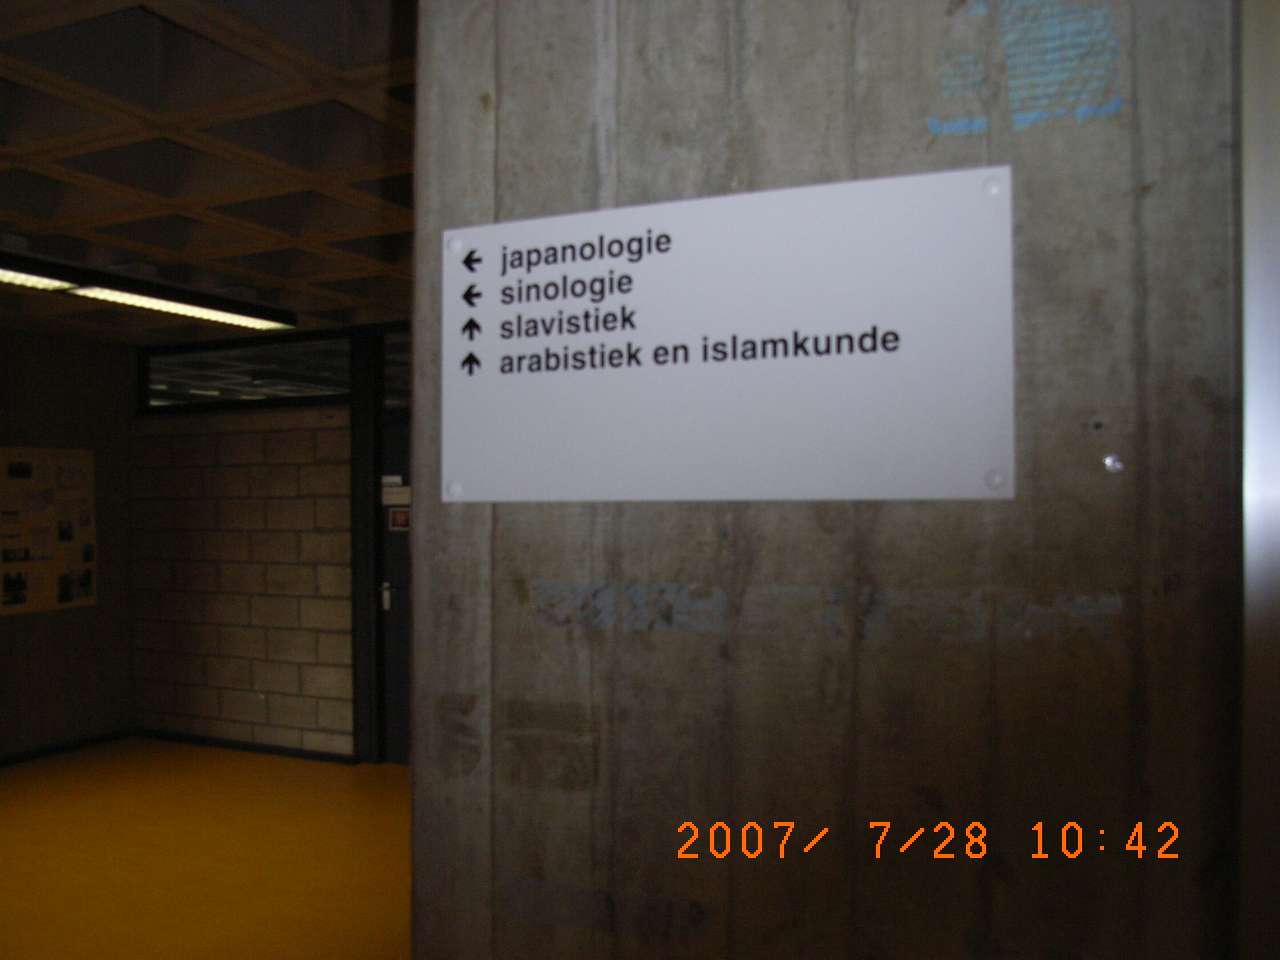 ← japanologie
← sinologie
↑ slavistiek
↑ arabistiek en islamkunde
2007/ 7/28 10:42